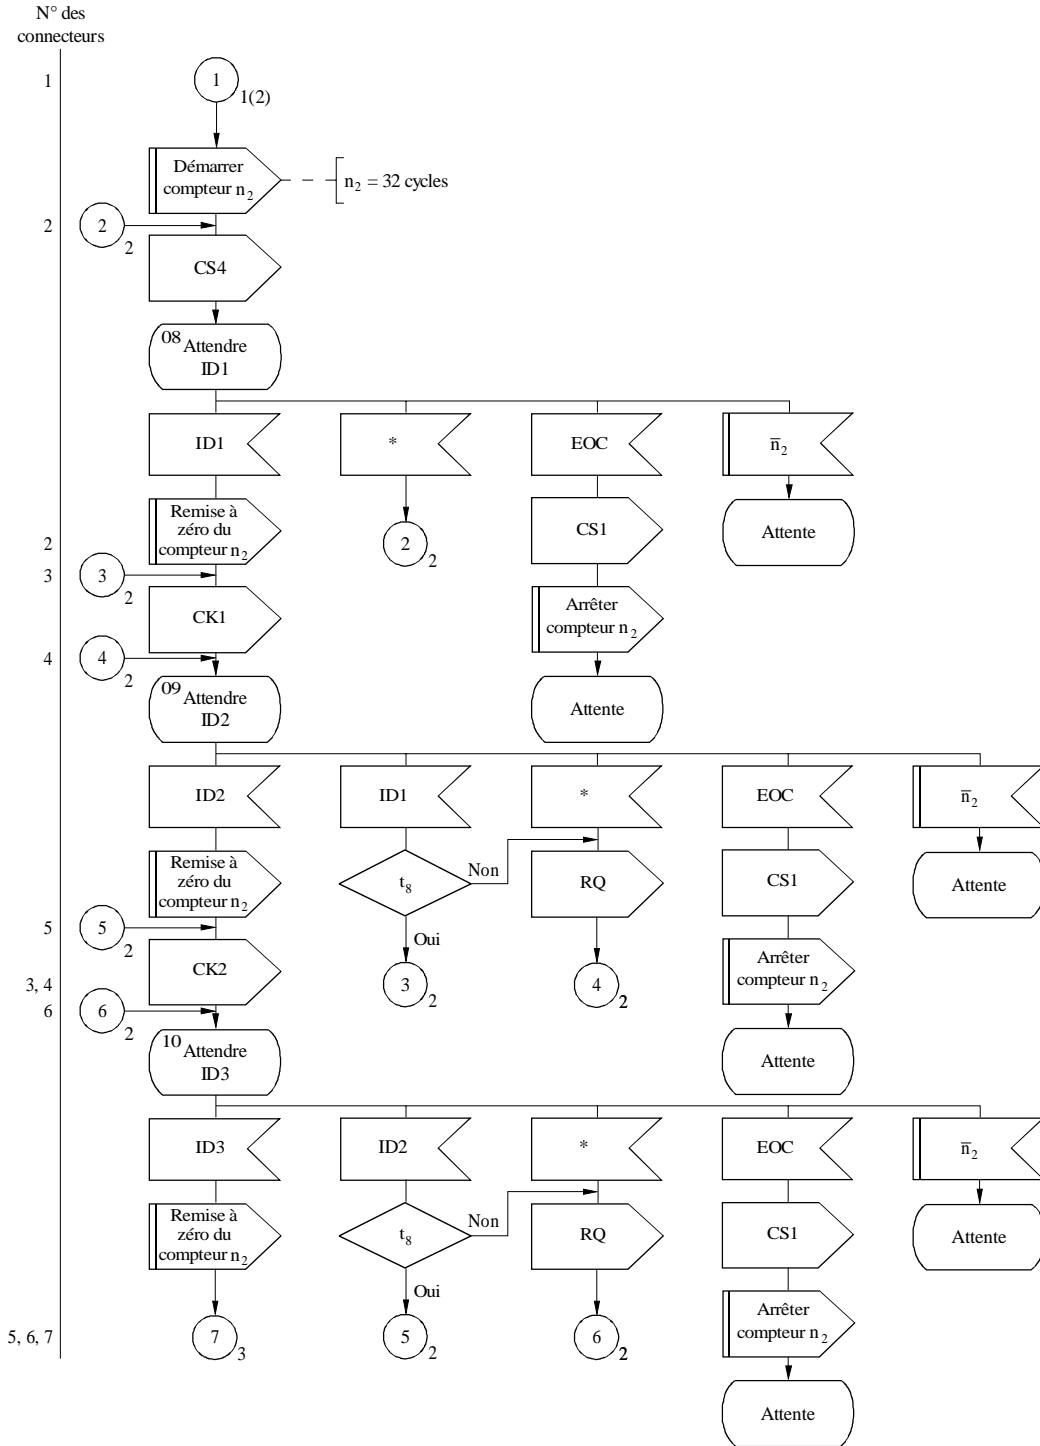 N° des
connecteurs
1
1
1(2)
Démarrer
compteur n2
n2 = 32 cycles
2
2
2
CS4
08
Attendre
ID1
ID1
*
EOC
n̅2
Remise à
zéro du
compteur n2
2
2
CS1
Attente
2
3
3
2
CK1
Arrêter
compteur n2
4
4
2
09
Attendre
ID2
Attente
ID2
ID1
*
EOC
n̅2
Remise à
zéro du
compteur n2
t8
Non
RQ
CS1
Attente
5
5
2
Oui
CK2
3
2
4
2
Arrêter
compteur n2
3, 4
6
6
2
10
Attendre
ID3
Attente
ID3
ID2
*
EOC
n̅2
Remise à
zéro du
compteur n2
t8
Non
RQ
CS1
Attente
Oui
5, 6, 7
7
3
5
2
6
2
Arrêter
compteur n2
Attente